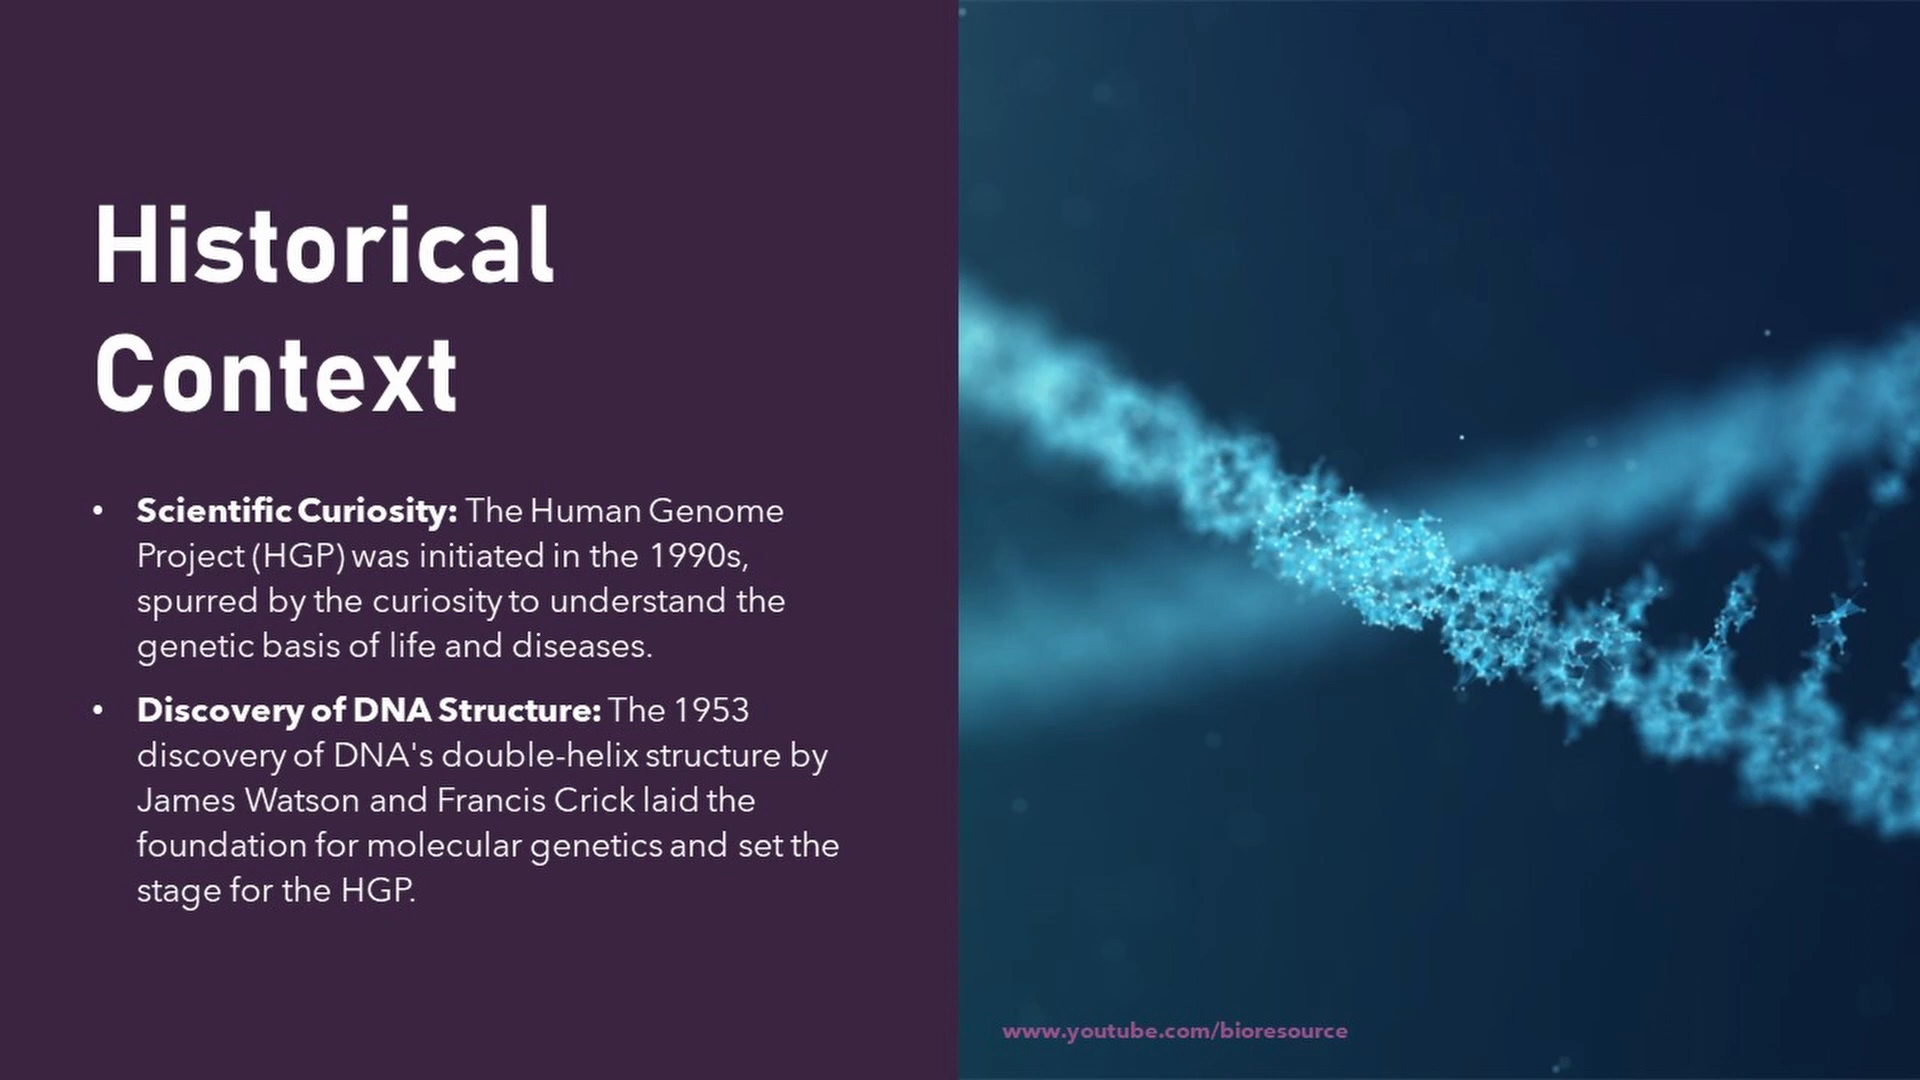 Historical
Context
• Scientific Curiosity: The Human Genome
Project (HGP) was initiated in the 1990s,
spurred by the curiosity to understand the
genetic basis of life and diseases.
• Discovery of DNA Structure: The 1953
discovery of DNA's double-helix structure by
James Watson and Francis Crick laid the
foundation for molecular genetics and set the
stage for the HGP.
www.youtube.com/bioresource